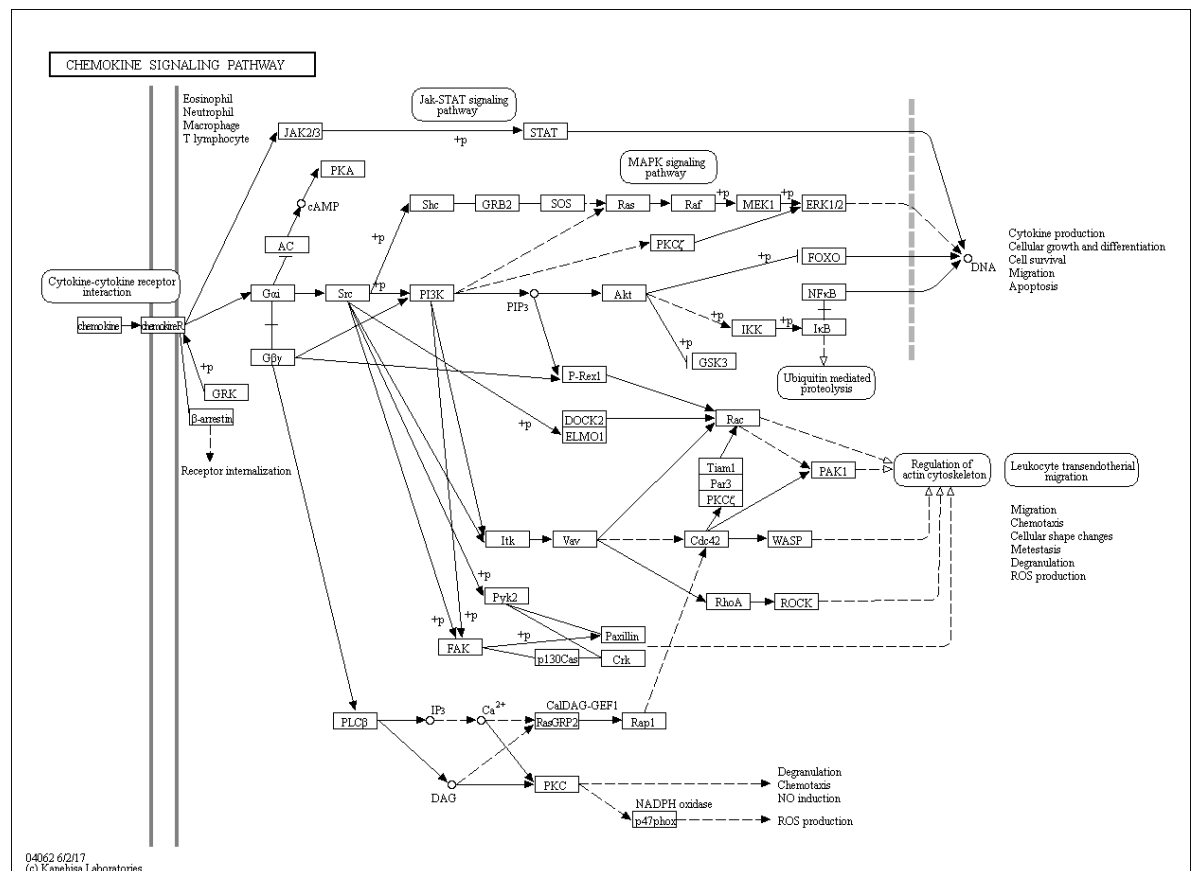 CHEMOKINE SIGNALING PATHWAY
Eosinophil
Neutrophil
Macrophage
T lymphocyte
Jak-STAT signaling
pathway
JAK2/3
+p
STAT
PKA
cAMP
AC
MAPK signaling
pathway
Shc
GRB2
SOS
Ras
Raf
+p
MEK1
+p
ERK1/2
+p
PKCζ
Cytokine-cytokine receptor
interaction
chemokine
chemokineR
Gαi
Src
+p
PI3K
PIP3
Akt
+p
FOXO
DNA
Cytokine production
Cellular growth and differentiation
Cell survival
Migration
Apoptosis
NFκB
+p
IKK
+p
IκB
GSK3
Ubiquitin mediated
proteolysis
Gβγ
+p
GRK
β-arrestin
Receptor internalization
P-Rex1
+p
DOCK2
ELMO1
Rac
Tiam1
Par3
PKCζ
PAK1
Regulation of
actin cytoskeleton
Leukocyte transendotherial
migration
Migration
Chemotaxis
Cellular shape changes
Metestasis
Degranulation
ROS production
Itk
Vav
Cdc42
WASP
+p
Pyk2
RhoA
ROCK
+p
+p
FAK
+p
Paxillin
p130Cas
Crk
PLCβ
IP3
Ca2+
CalDAG-GEF1
RasGRP2
Rap1
DAG
PKC
Degranulation
Chemotaxis
NO induction
NADPH oxidase
p47phox
ROS production
04062 6/2/17
(c) Kanehisa Laboratories